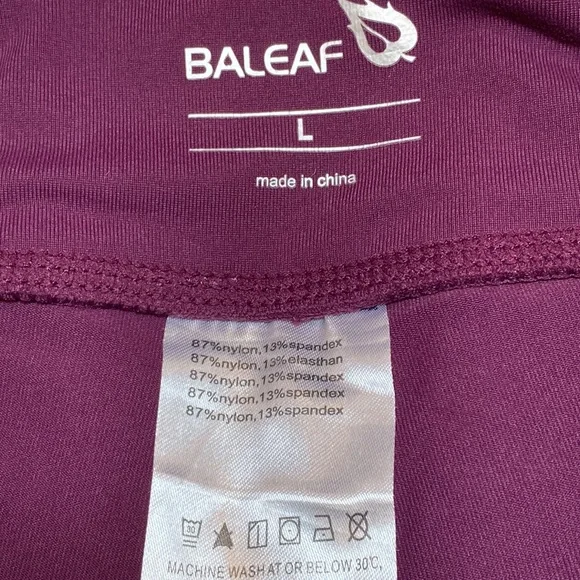 BALEAF
L
made in china
87%nylon,13%spandex
87%nylon,13%elasthan
87%nylon,13%spandex
87%nylon,13%spandex
87%nylon,13%spandex
30
MACHINE WASH AT OR BELOW 30℃,